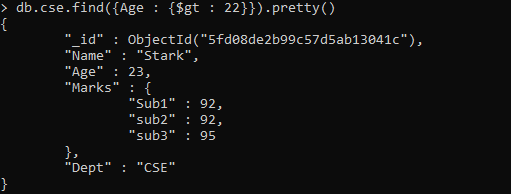 > db.cse.find({Age : {$gt : 22}}).pretty()
{
        "_id" : ObjectId("5fd08de2b99c57d5ab13041c"),
        "Name" : "Stark",
        "Age" : 23,
        "Marks" : {
                "Sub1" : 92,
                "sub2" : 92,
                "sub3" : 95
        },
        "Dept" : "CSE"
}